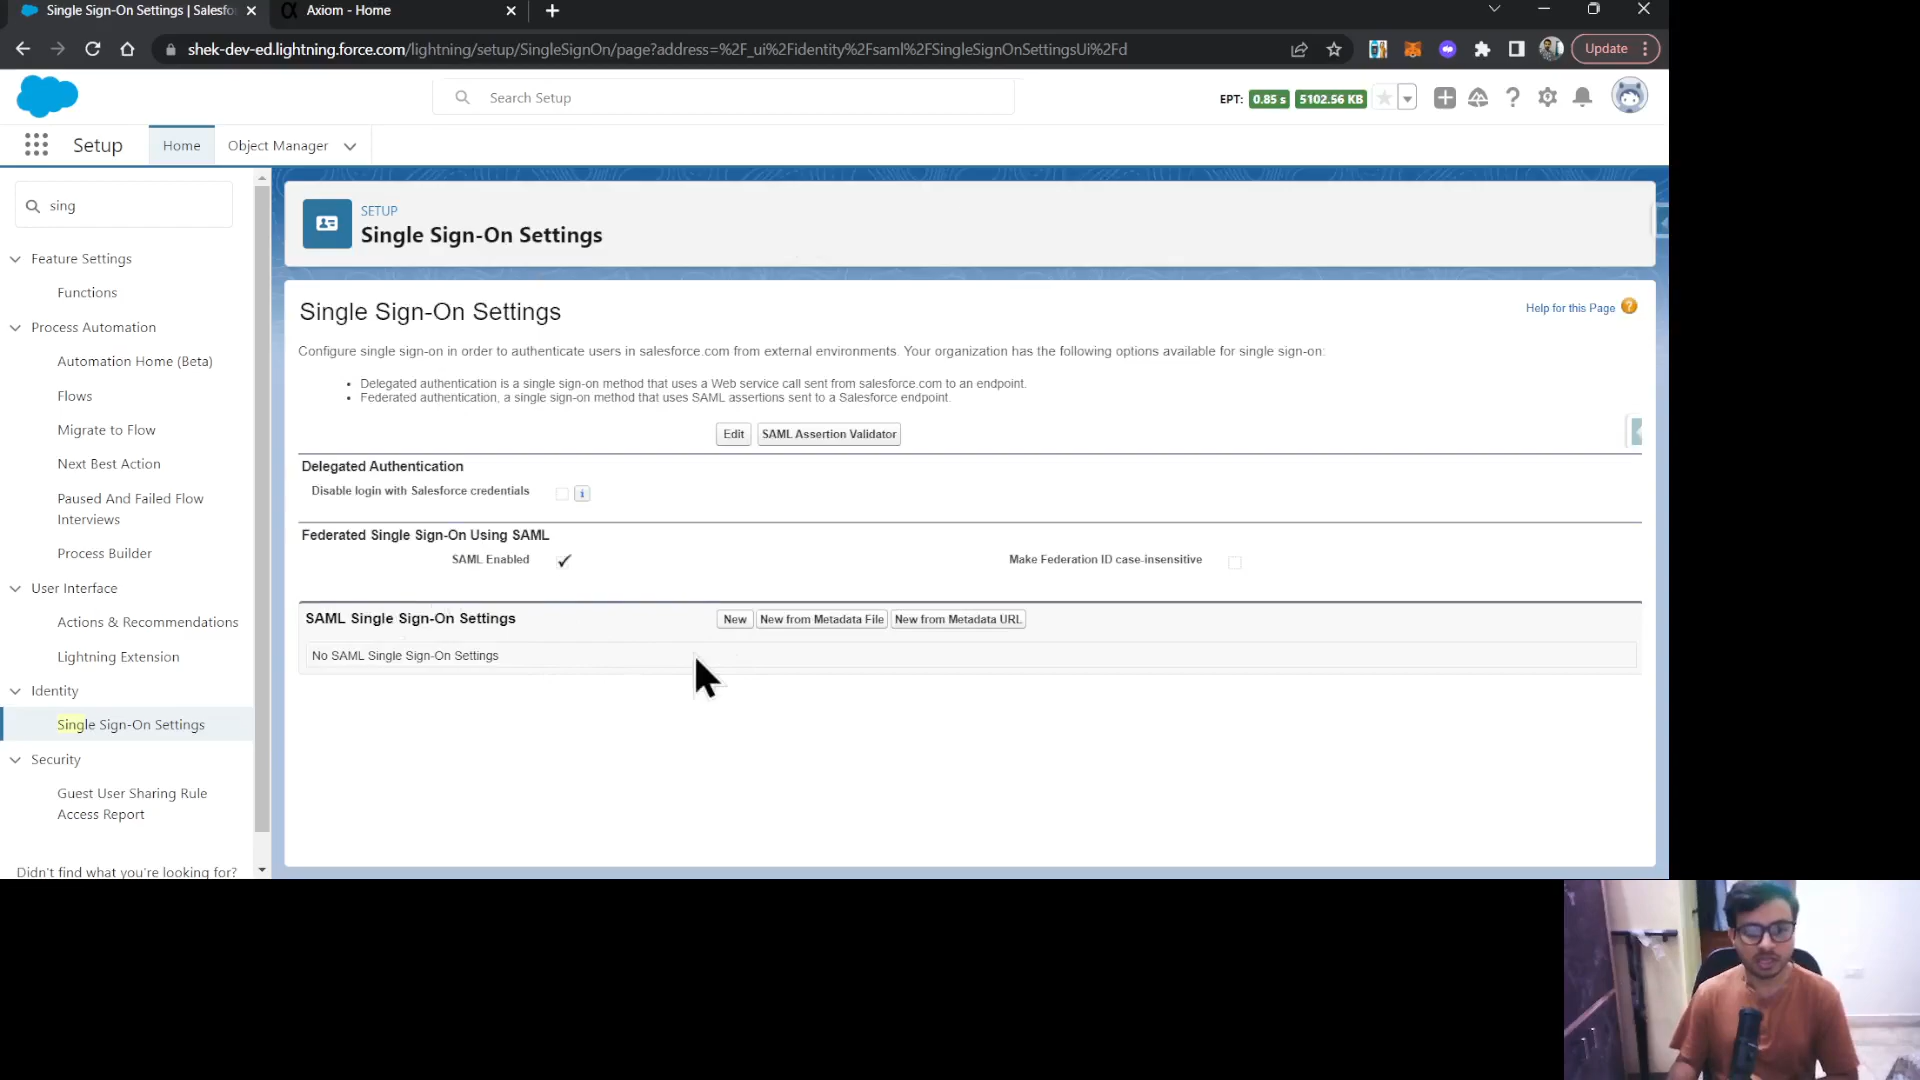 Single Sign-On Settings | Salesfo
Axiom - Home
shek-dev-ed.lightning.force.com/lightning/setup/SingleSignOn/page?address=%2F_ui%2Fidentity%2Fsaml%2FSingleSignOnSettingsUi%2Fd
Update
Search Setup
EPT: 0.85 s 5102.56 KB
Setup
Home
Object Manager
sing
Feature Settings
Functions
Process Automation
Automation Home (Beta)
Flows
Migrate to Flow
Next Best Action
Paused And Failed Flow
Interviews
Process Builder
User Interface
Actions & Recommendations
Lightning Extension
Identity
Single Sign-On Settings
Security
Guest User Sharing Rule
Access Report
Didn't find what you're looking for?
SETUP
Single Sign-On Settings
Single Sign-On Settings
Help for this Page
Configure single sign-on in order to authenticate users in salesforce.com from external environments. Your organization has the following options available for single sign-on:
• Delegated authentication is a single sign-on method that uses a Web service call sent from salesforce.com to an endpoint.
• Federated authentication, a single sign-on method that uses SAML assertions sent to a Salesforce endpoint.
Edit SAML Assertion Validator
Delegated Authentication
Disable login with Salesforce credentials
Federated Single Sign-On Using SAML
SAML Enabled
Make Federation ID case-insensitive
SAML Single Sign-On Settings
New New from Metadata File New from Metadata URL
No SAML Single Sign-On Settings